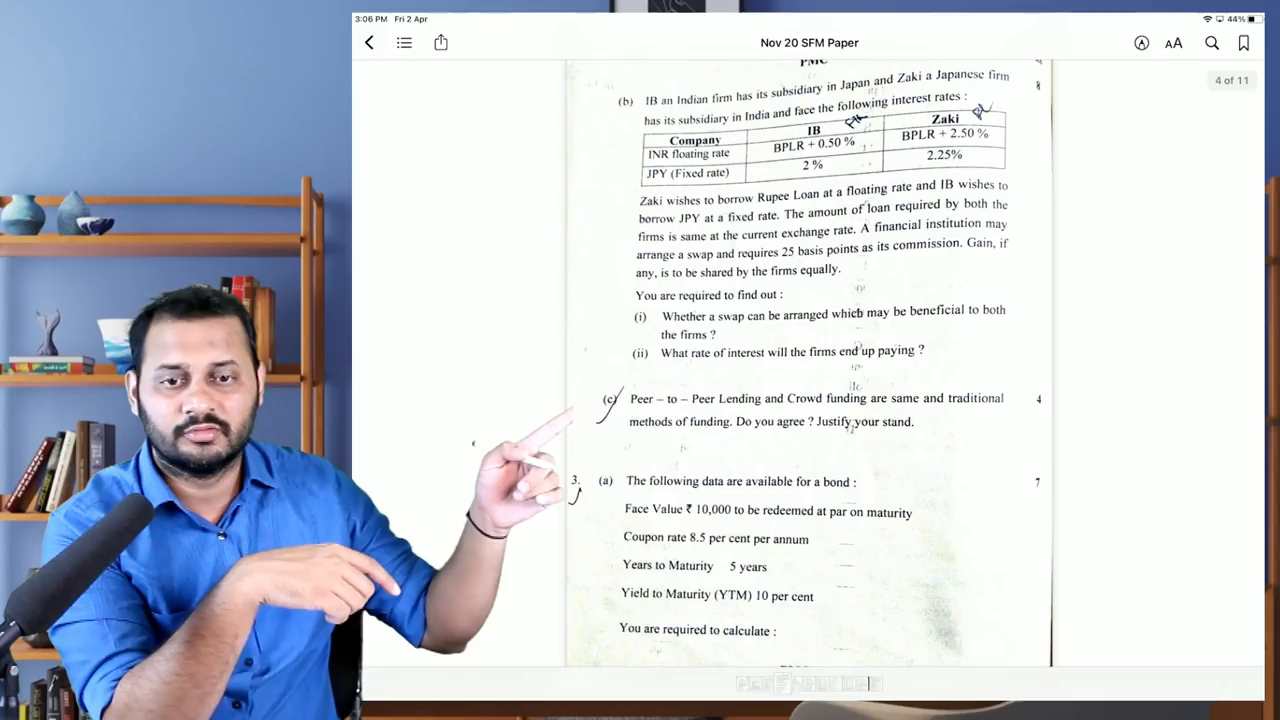 3:06 PM Fri 2 Apr
44%
Nov 20 SFM Paper
AA
4 of 11
PMC
(b) IB an Indian firm has its subsidiary in Japan and Zaki a Japanese firm
8
has its subsidiary in India and face the following interest rates :
Company IB Zaki
INR floating rate BPLR + 0.50 % BPLR + 2.50 %
JPY (Fixed rate) 2 % 2.25%
Zaki wishes to borrow Rupee Loan at a floating rate and IB wishes to
borrow JPY at a fixed rate. The amount of loan required by both the
firms is same at the current exchange rate. A financial institution may
arrange a swap and requires 25 basis points as its commission. Gain, if
any, is to be shared by the firms equally.
You are required to find out :
(i) Whether a swap can be arranged which may be beneficial to both
the firms ?
(ii) What rate of interest will the firms end up paying ?
(c) Peer – to – Peer Lending and Crowd funding are same and traditional 4
methods of funding. Do you agree ? Justify your stand.
3. (a) The following data are available for a bond : 7
Face Value ₹ 10,000 to be redeemed at par on maturity
Coupon rate 8.5 per cent per annum
Years to Maturity 5 years
Yield to Maturity (YTM) 10 per cent
You are required to calculate :